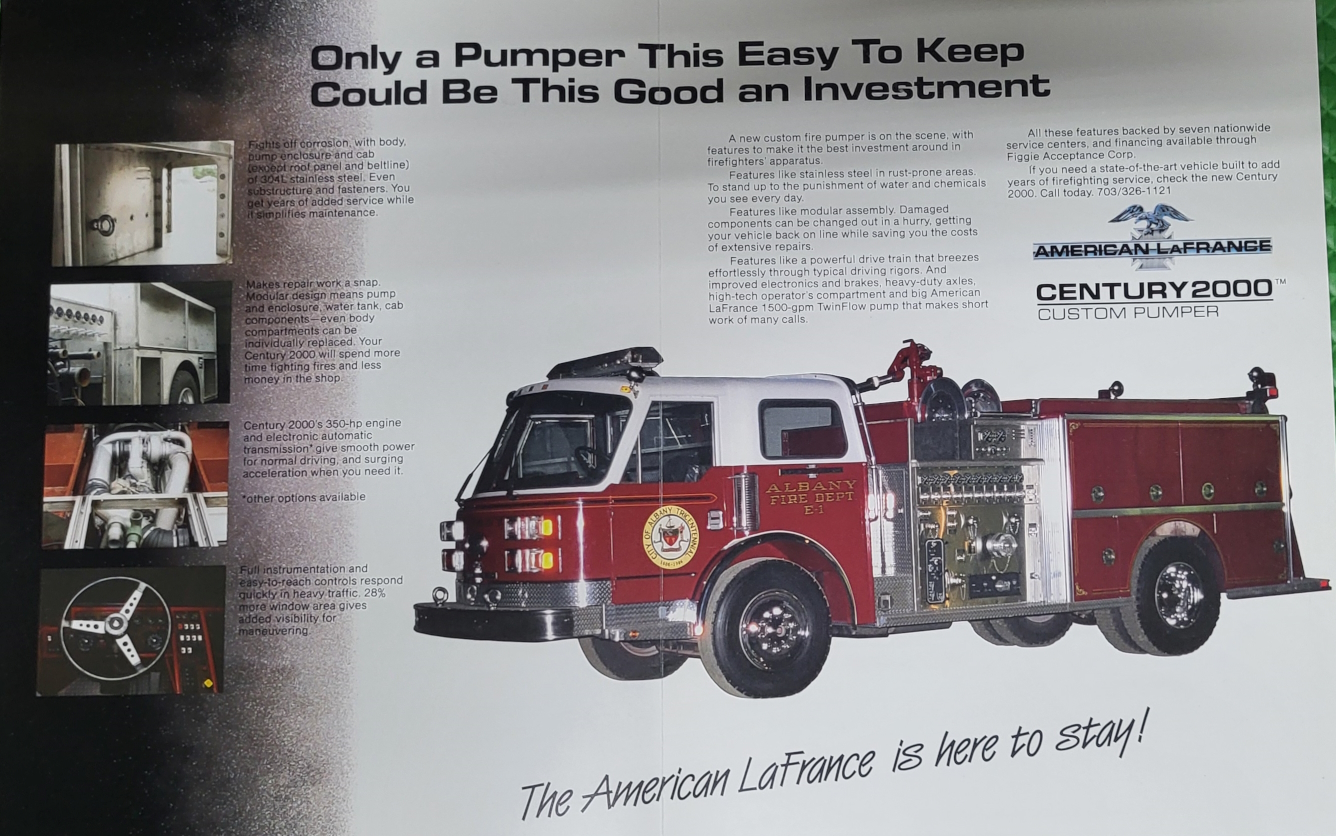 Only a Pumper This Easy To Keep
Could Be This Good an Investment
Fights off corrosion, with body,
pump enclosure and cab
(except roof panel and beltline)
of 304L stainless steel. Even
substructure and fasteners. You
get years of added service while
it simplifies maintenance.
Makes repair work a snap.
Modular design means pump
and enclosure, water tank, cab
components—even body
compartments can be
individually replaced. Your
Century 2000 will spend more
time fighting fires and less
money in the shop.
Century 2000's 350-hp engine
and electronic automatic
transmission* give smooth power
for normal driving, and surging
acceleration when you need it.
*other options available
Full instrumentation and
easy-to-reach controls respond
quickly in heavy traffic. 28%
more window area gives
added visibility for
maneuvering.
A new custom fire pumper is on the scene, with
features to make it the best investment around in
firefighters' apparatus.
Features like stainless steel in rust-prone areas.
To stand up to the punishment of water and chemicals
you see every day.
Features like modular assembly. Damaged
components can be changed out in a hurry, getting
your vehicle back on line while saving you the costs
of extensive repairs.
Features like a powerful drive train that breezes
effortlessly through typical driving rigors. And
improved electronics and brakes, heavy-duty axles,
high-tech operator's compartment and big American
LaFrance 1500-gpm TwinFlow pump that makes short
work of many calls.
All these features backed by seven nationwide
service centers, and financing available through
Figgie Acceptance Corp.
If you need a state-of-the-art vehicle built to add
years of firefighting service, check the new Century
2000. Call today. 703/326-1121
AMERICAN LAFRANCE
CENTURY 2000™
CUSTOM PUMPER
ALBANY
FIRE DEPT
E-1
CITY OF ALBANY TRICENTENNIAL
1686-1986
The American LaFrance is here to stay!